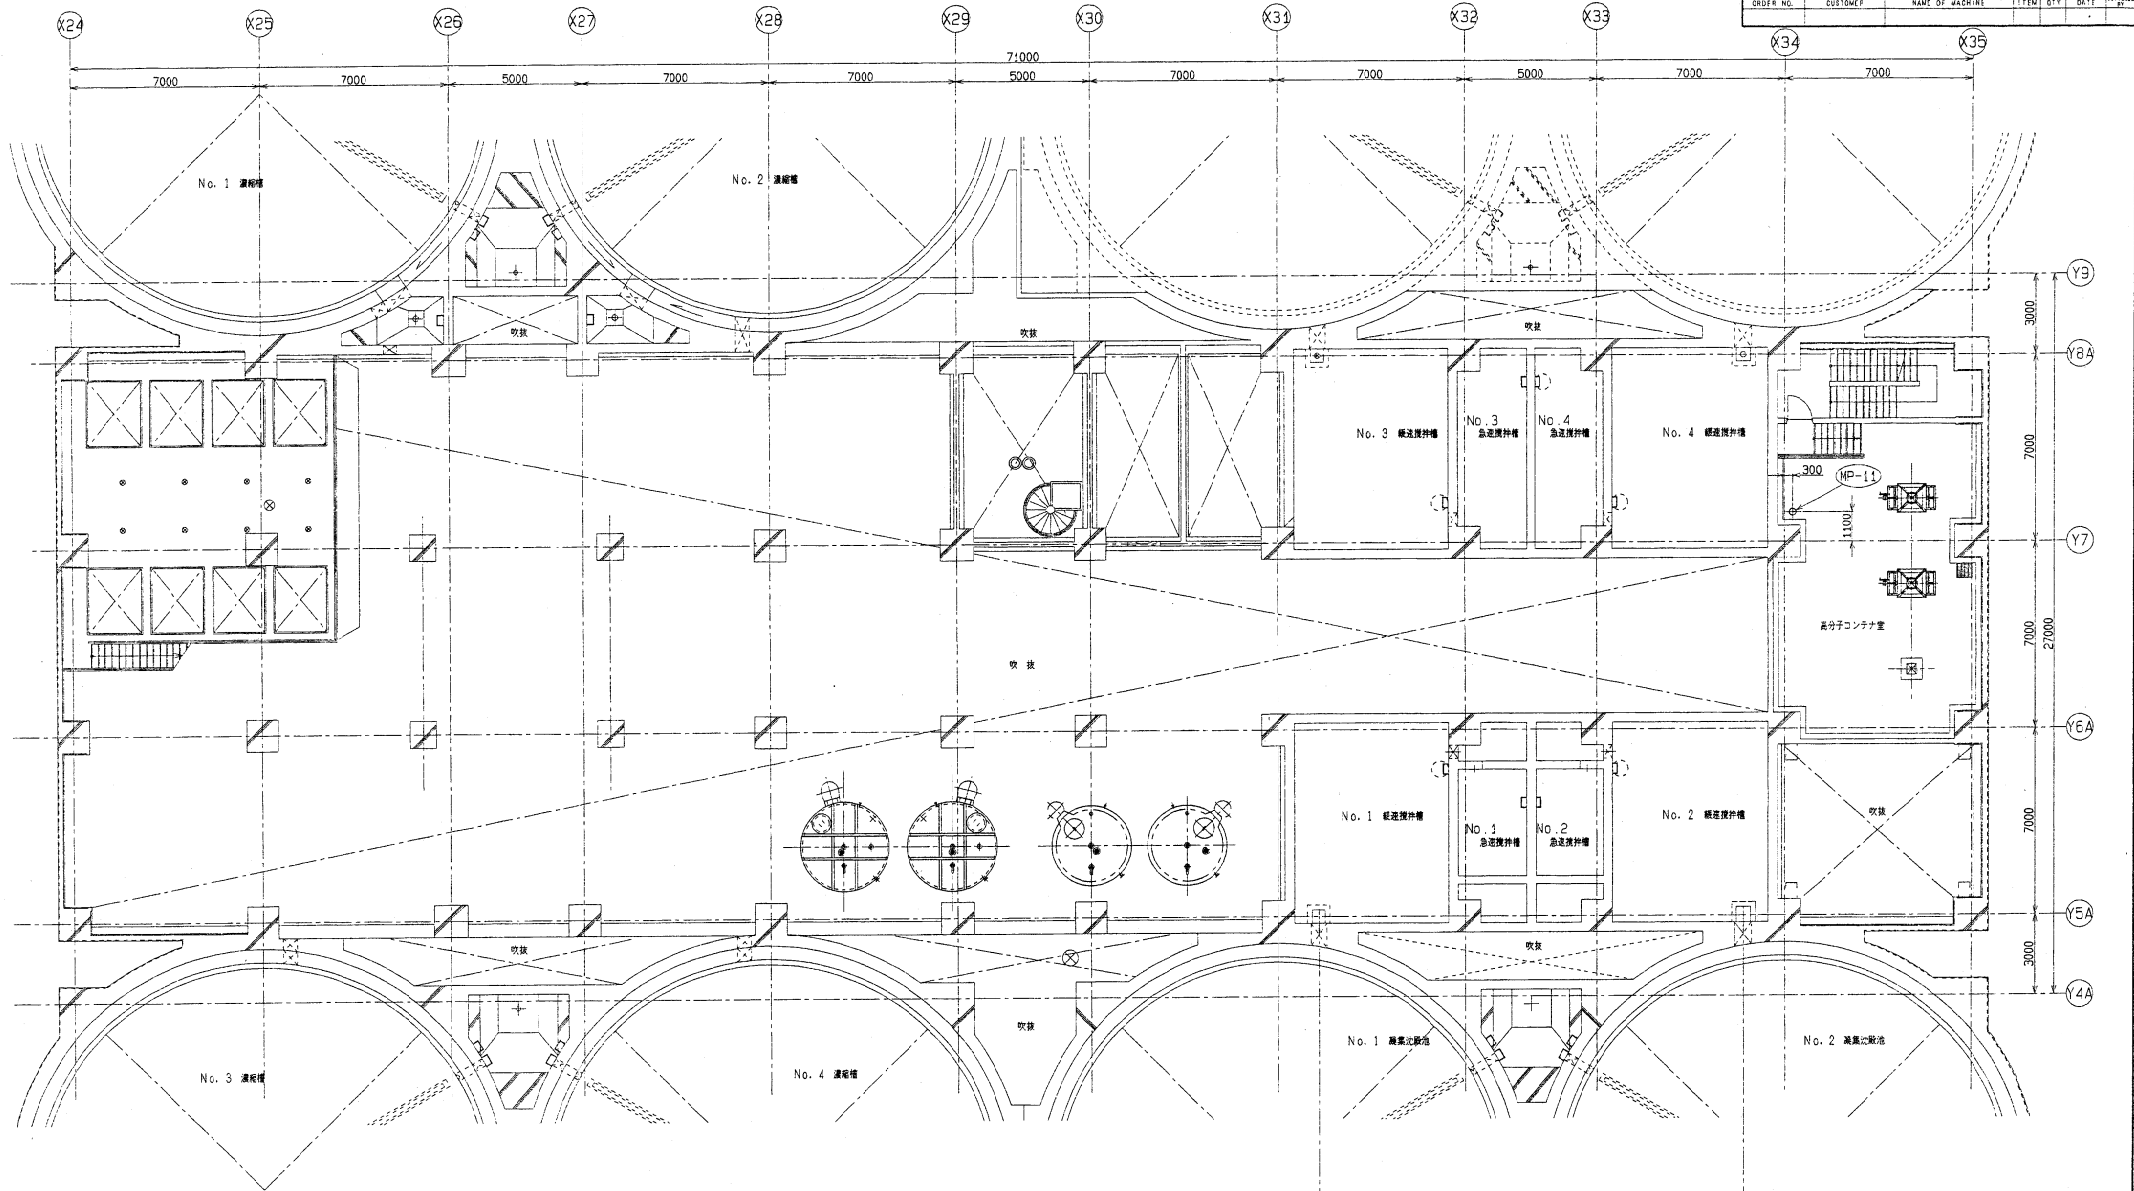 ORDER NO. CUSTOMER NAME OF MACHINE ITEM QTY DATE BY
X24 X25 X26 X27 X28 X29 X30 X31 X32 X33 X34 X35
71000
7000 7000 5000 7000 7000 5000 7000 7000 5000 7000 7000
No. 1 濃縮槽
No. 2 濃縮槽
Y9
3000
吹抜
吹抜
吹抜
Y8A
No. 3 緩速攪拌槽
No.3
急速攪拌槽
No.4
急速攪拌槽
No. 4 緩速攪拌槽
7000
300
MP-11
1100
Y7
高分子コンテナ室
7000
27000
吹 抜
Y6A
No. 1 緩速攪拌槽
No.1
急速攪拌槽
No.2
急速攪拌槽
No. 2 緩速攪拌槽
吹抜
7000
Y5A
吹抜
吹抜
3000
Y4A
吹抜
No. 3 濃縮槽
No. 4 濃縮槽
No. 1 凝集沈殿池
No. 2 凝集沈殿池